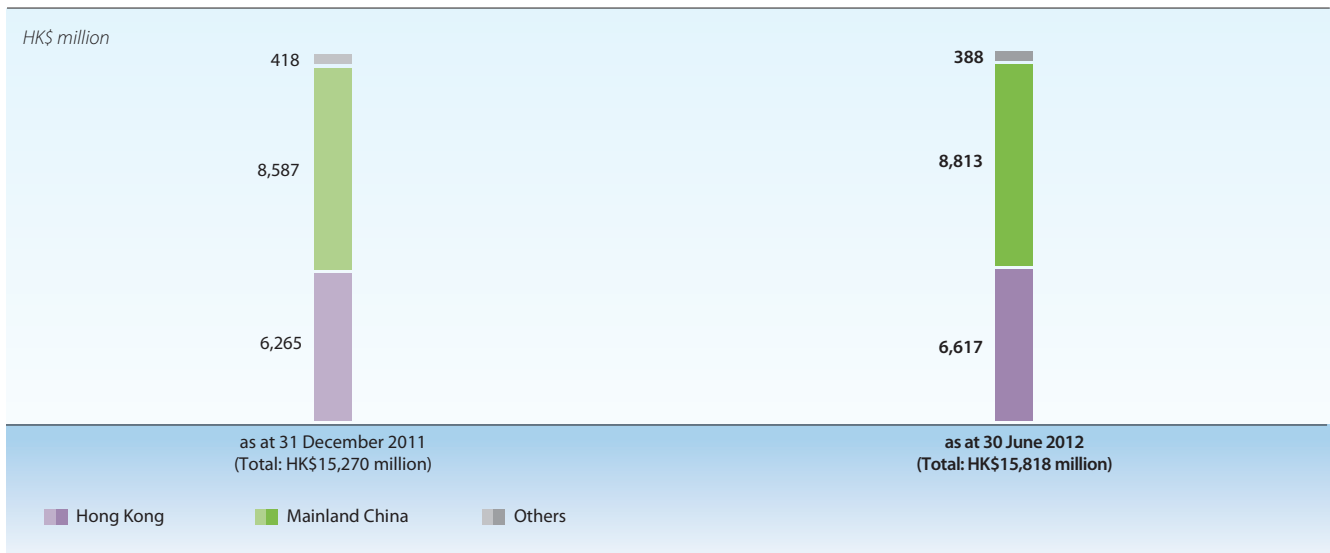 HK$ million
418
8,587
6,265
388
8,813
6,617
as at 31 December 2011
(Total: HK$15,270 million)
as at 30 June 2012
(Total: HK$15,818 million)
Hong Kong
Mainland China
Others